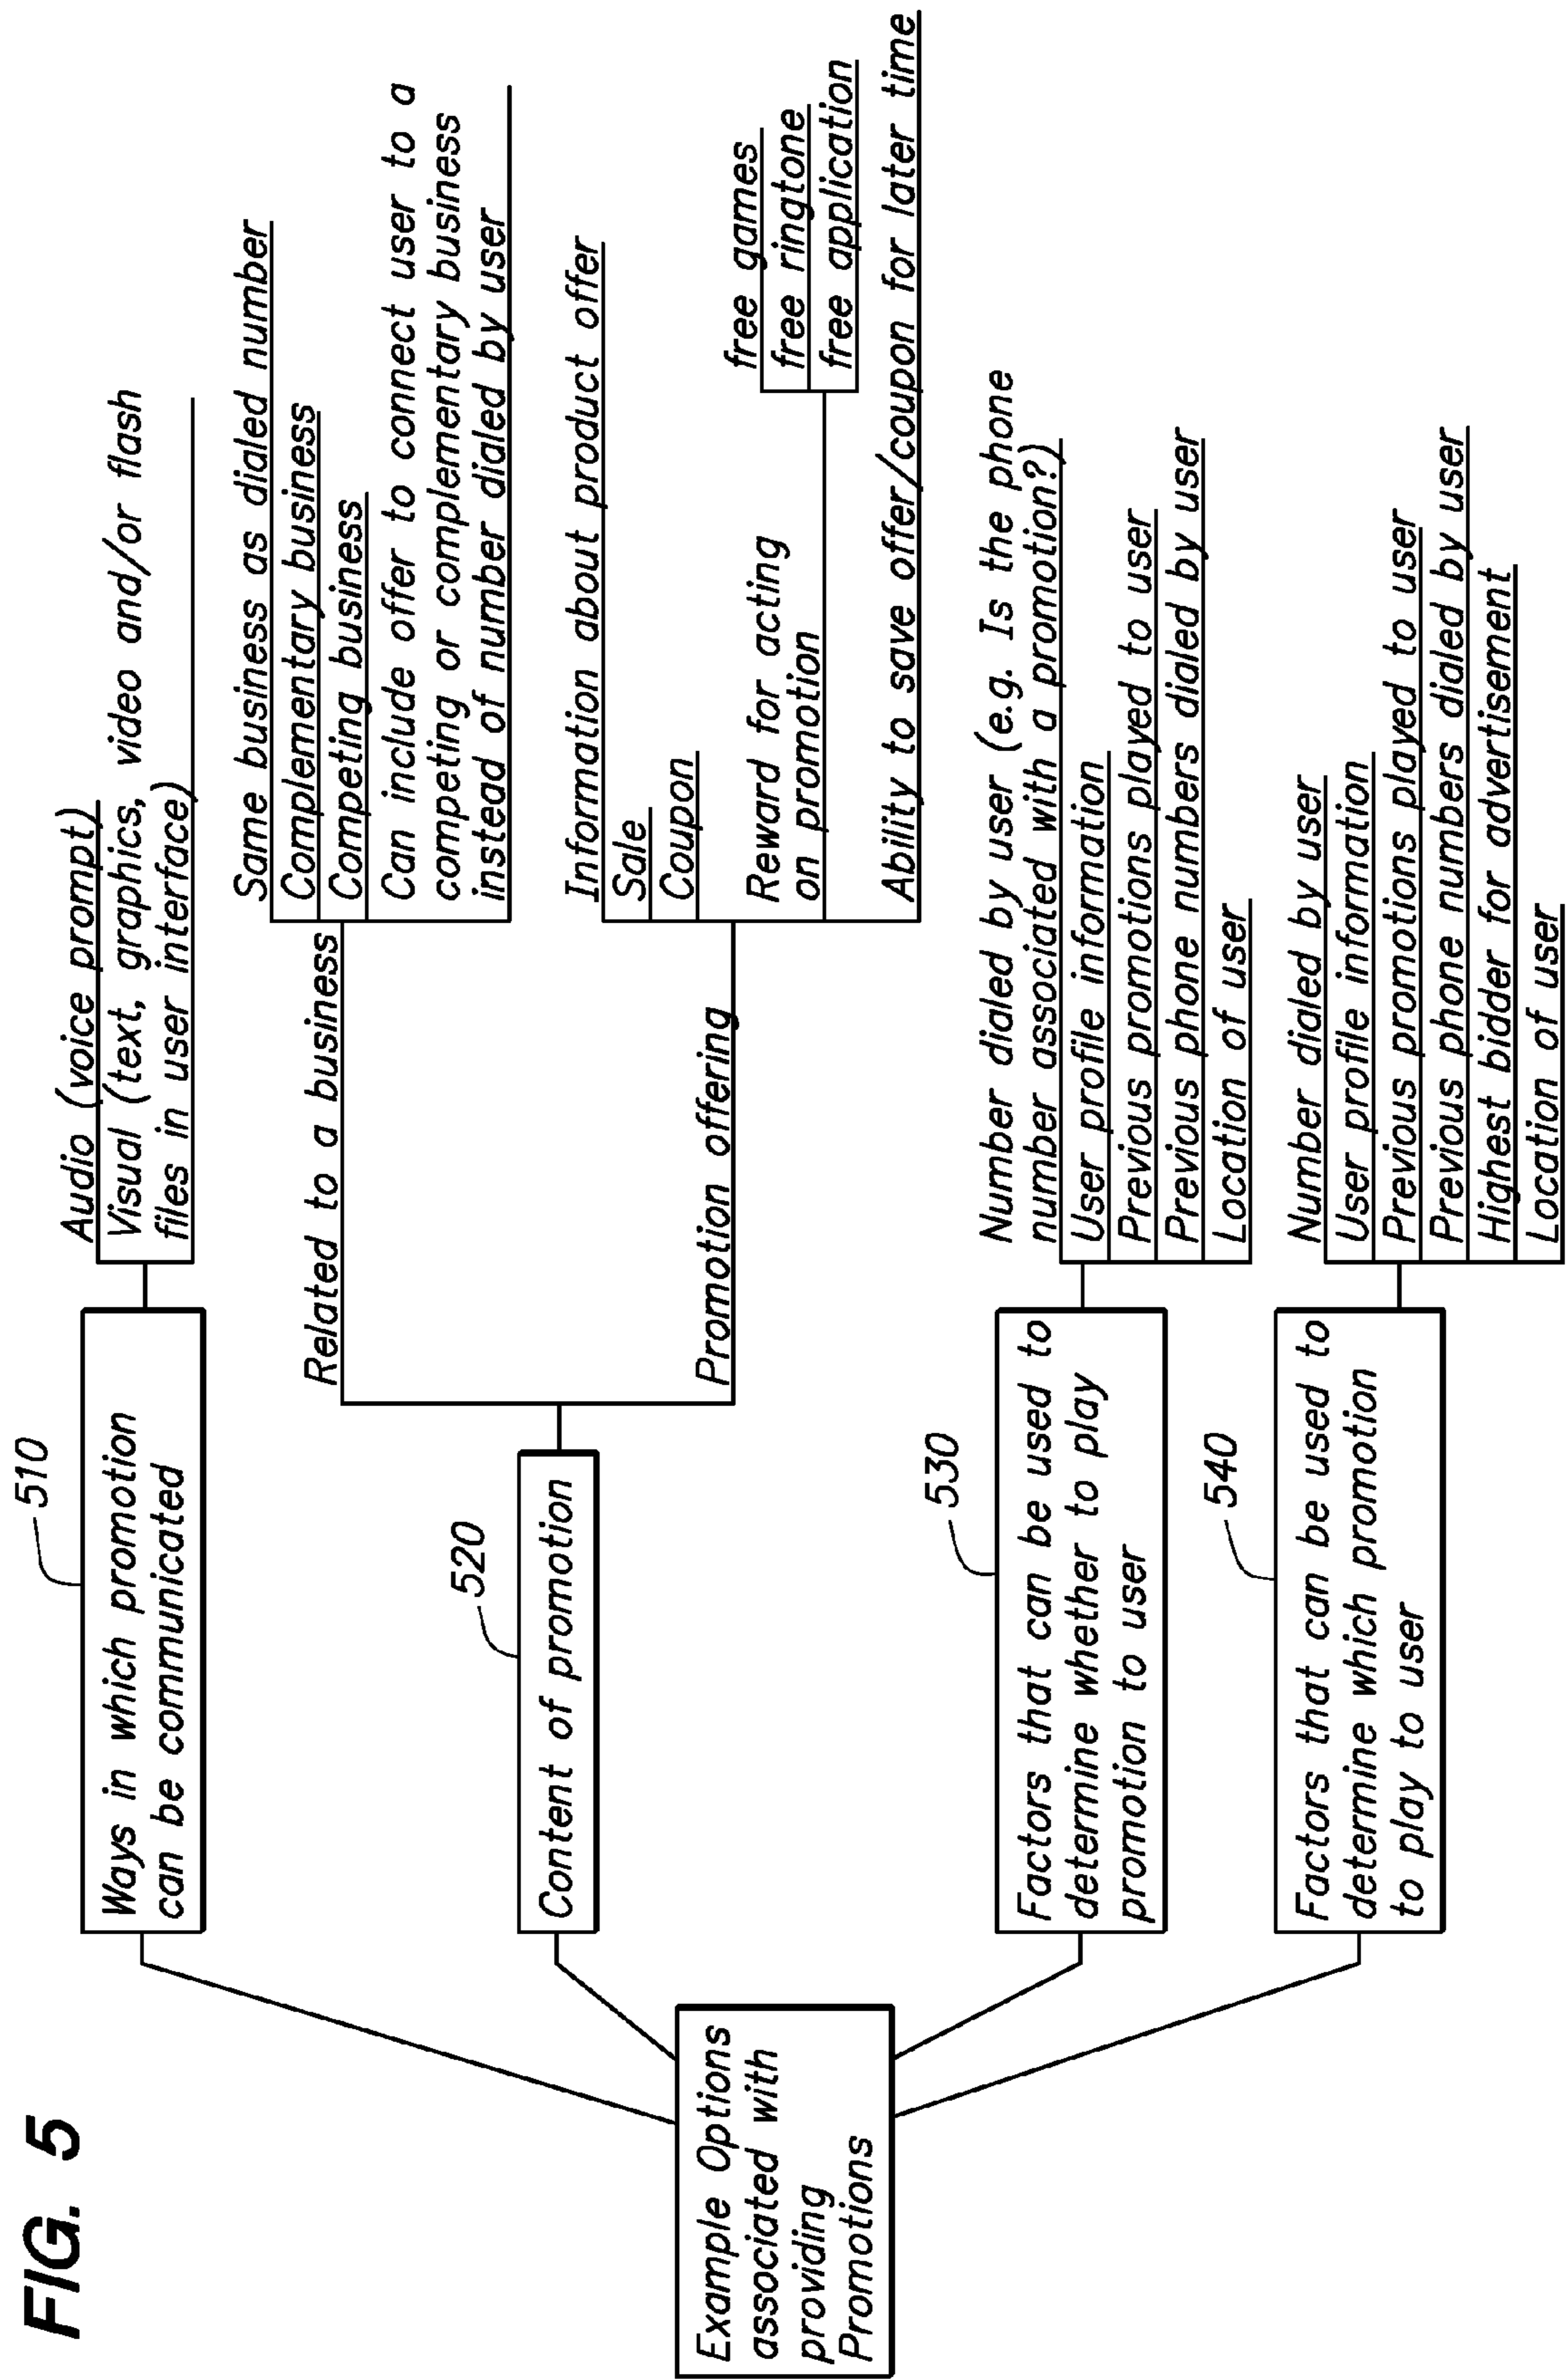 FIG. 5
Example Options
associated with
providing
Promotions
510
Ways in which promotion
can be communicated
Audio (voice prompt)
Visual (text, graphics, video and/or flash
files in user interface)
520
Content of promotion
Related to a business
Same business as dialed number
Complementary business
Competing business
Can include offer to connect user to a
competing or complementary business
instead of number dialed by user
Promotion offering
Information about product offer
Sale
Coupon
Reward for acting
on promotion
free games
free ringtone
free application
Ability to save offer/coupon for later time
530
Factors that can be used to
determine whether to play
promotion to user
Number dialed by user (e.g. Is the phone
number associated with a promotion?)
User profile information
Previous promotions played to user
Previous phone numbers dialed by user
Location of user
540
Factors that can be used to
determine which promotion
to play to user
Number dialed by user
User profile information
Previous promotions played to user
Previous phone numbers dialed by user
Highest bidder for advertisement
Location of user